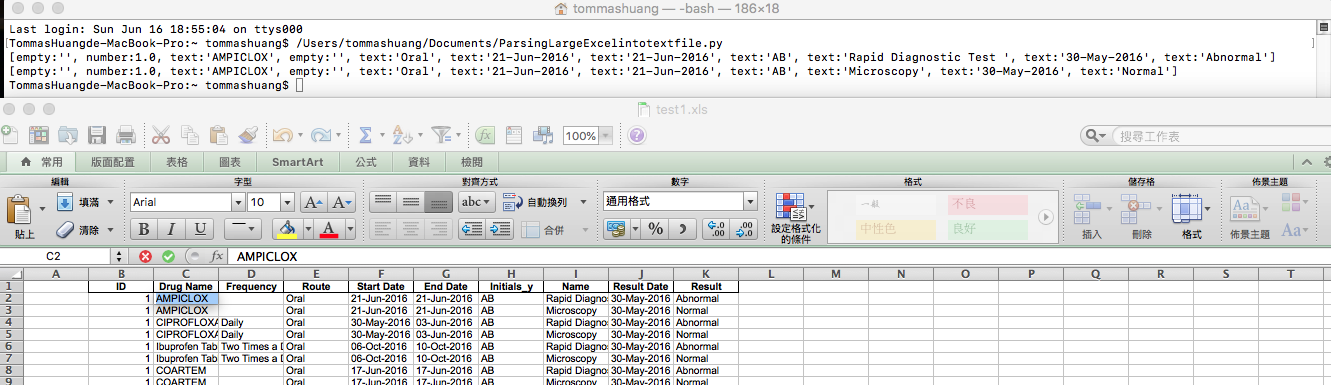 tommashuang — -bash — 186×18
Last login: Sun Jun 16 18:55:04 on ttys000
[TommasHuangde-MacBook-Pro:~ tommashuang$ /Users/tommashuang/Documents/ParsingLargeExcelintotextfile.py ]
[empty:'', number:1.0, text:'AMPICLOX', empty:'', text:'Oral', text:'21-Jun-2016', text:'21-Jun-2016', text:'AB', text:'Rapid Diagnostic Test ', text:'30-May-2016', text:'Abnormal']
[empty:'', number:1.0, text:'AMPICLOX', empty:'', text:'Oral', text:'21-Jun-2016', text:'21-Jun-2016', text:'AB', text:'Microscopy', text:'30-May-2016', text:'Normal']
TommasHuangde-MacBook-Pro:~ tommashuang$
test1.xls
100% 搜尋工作表
常用 版面配置 表格 圖表 SmartArt 公式 資料 檢閱
編輯 字型 對齊方式 數字 格式 儲存格 佈景主題
填滿 Arial 10 A A abc 自動換列 通用格式 一般 不良 Aa
貼上 清除 B I U A 合併 % .0 .00 .00 .0 設定格式化的條件 中性色 良好 插入 刪除 格式 佈景主題 Aa
C2 fx AMPICLOX
A B C D E F G H I J K L M N O P Q R S T
1 ID Drug Name Frequency Route Start Date End Date Initials_y Name Result Date Result
2 1 AMPICLOX Oral 21-Jun-2016 21-Jun-2016 AB Rapid Diagno 30-May-2016 Abnormal
3 1 AMPICLOX Oral 21-Jun-2016 21-Jun-2016 AB Microscopy 30-May-2016 Normal
4 1 CIPROFLOXA Daily Oral 30-May-2016 03-Jun-2016 AB Rapid Diagno 30-May-2016 Abnormal
5 1 CIPROFLOXA Daily Oral 30-May-2016 03-Jun-2016 AB Microscopy 30-May-2016 Normal
6 1 Ibuprofen Tab Two Times a D Oral 06-Oct-2016 10-Oct-2016 AB Rapid Diagno 30-May-2016 Abnormal
7 1 Ibuprofen Tab Two Times a D Oral 06-Oct-2016 10-Oct-2016 AB Microscopy 30-May-2016 Normal
8 1 COARTEM Oral 17-Jun-2016 17-Jun-2016 AB Rapid Diagno 30-May-2016 Abnormal
9 1 COARTEM Oral 17-Jun-2016 17-Jun-2016 AB Microscopy 30-May-2016 Normal